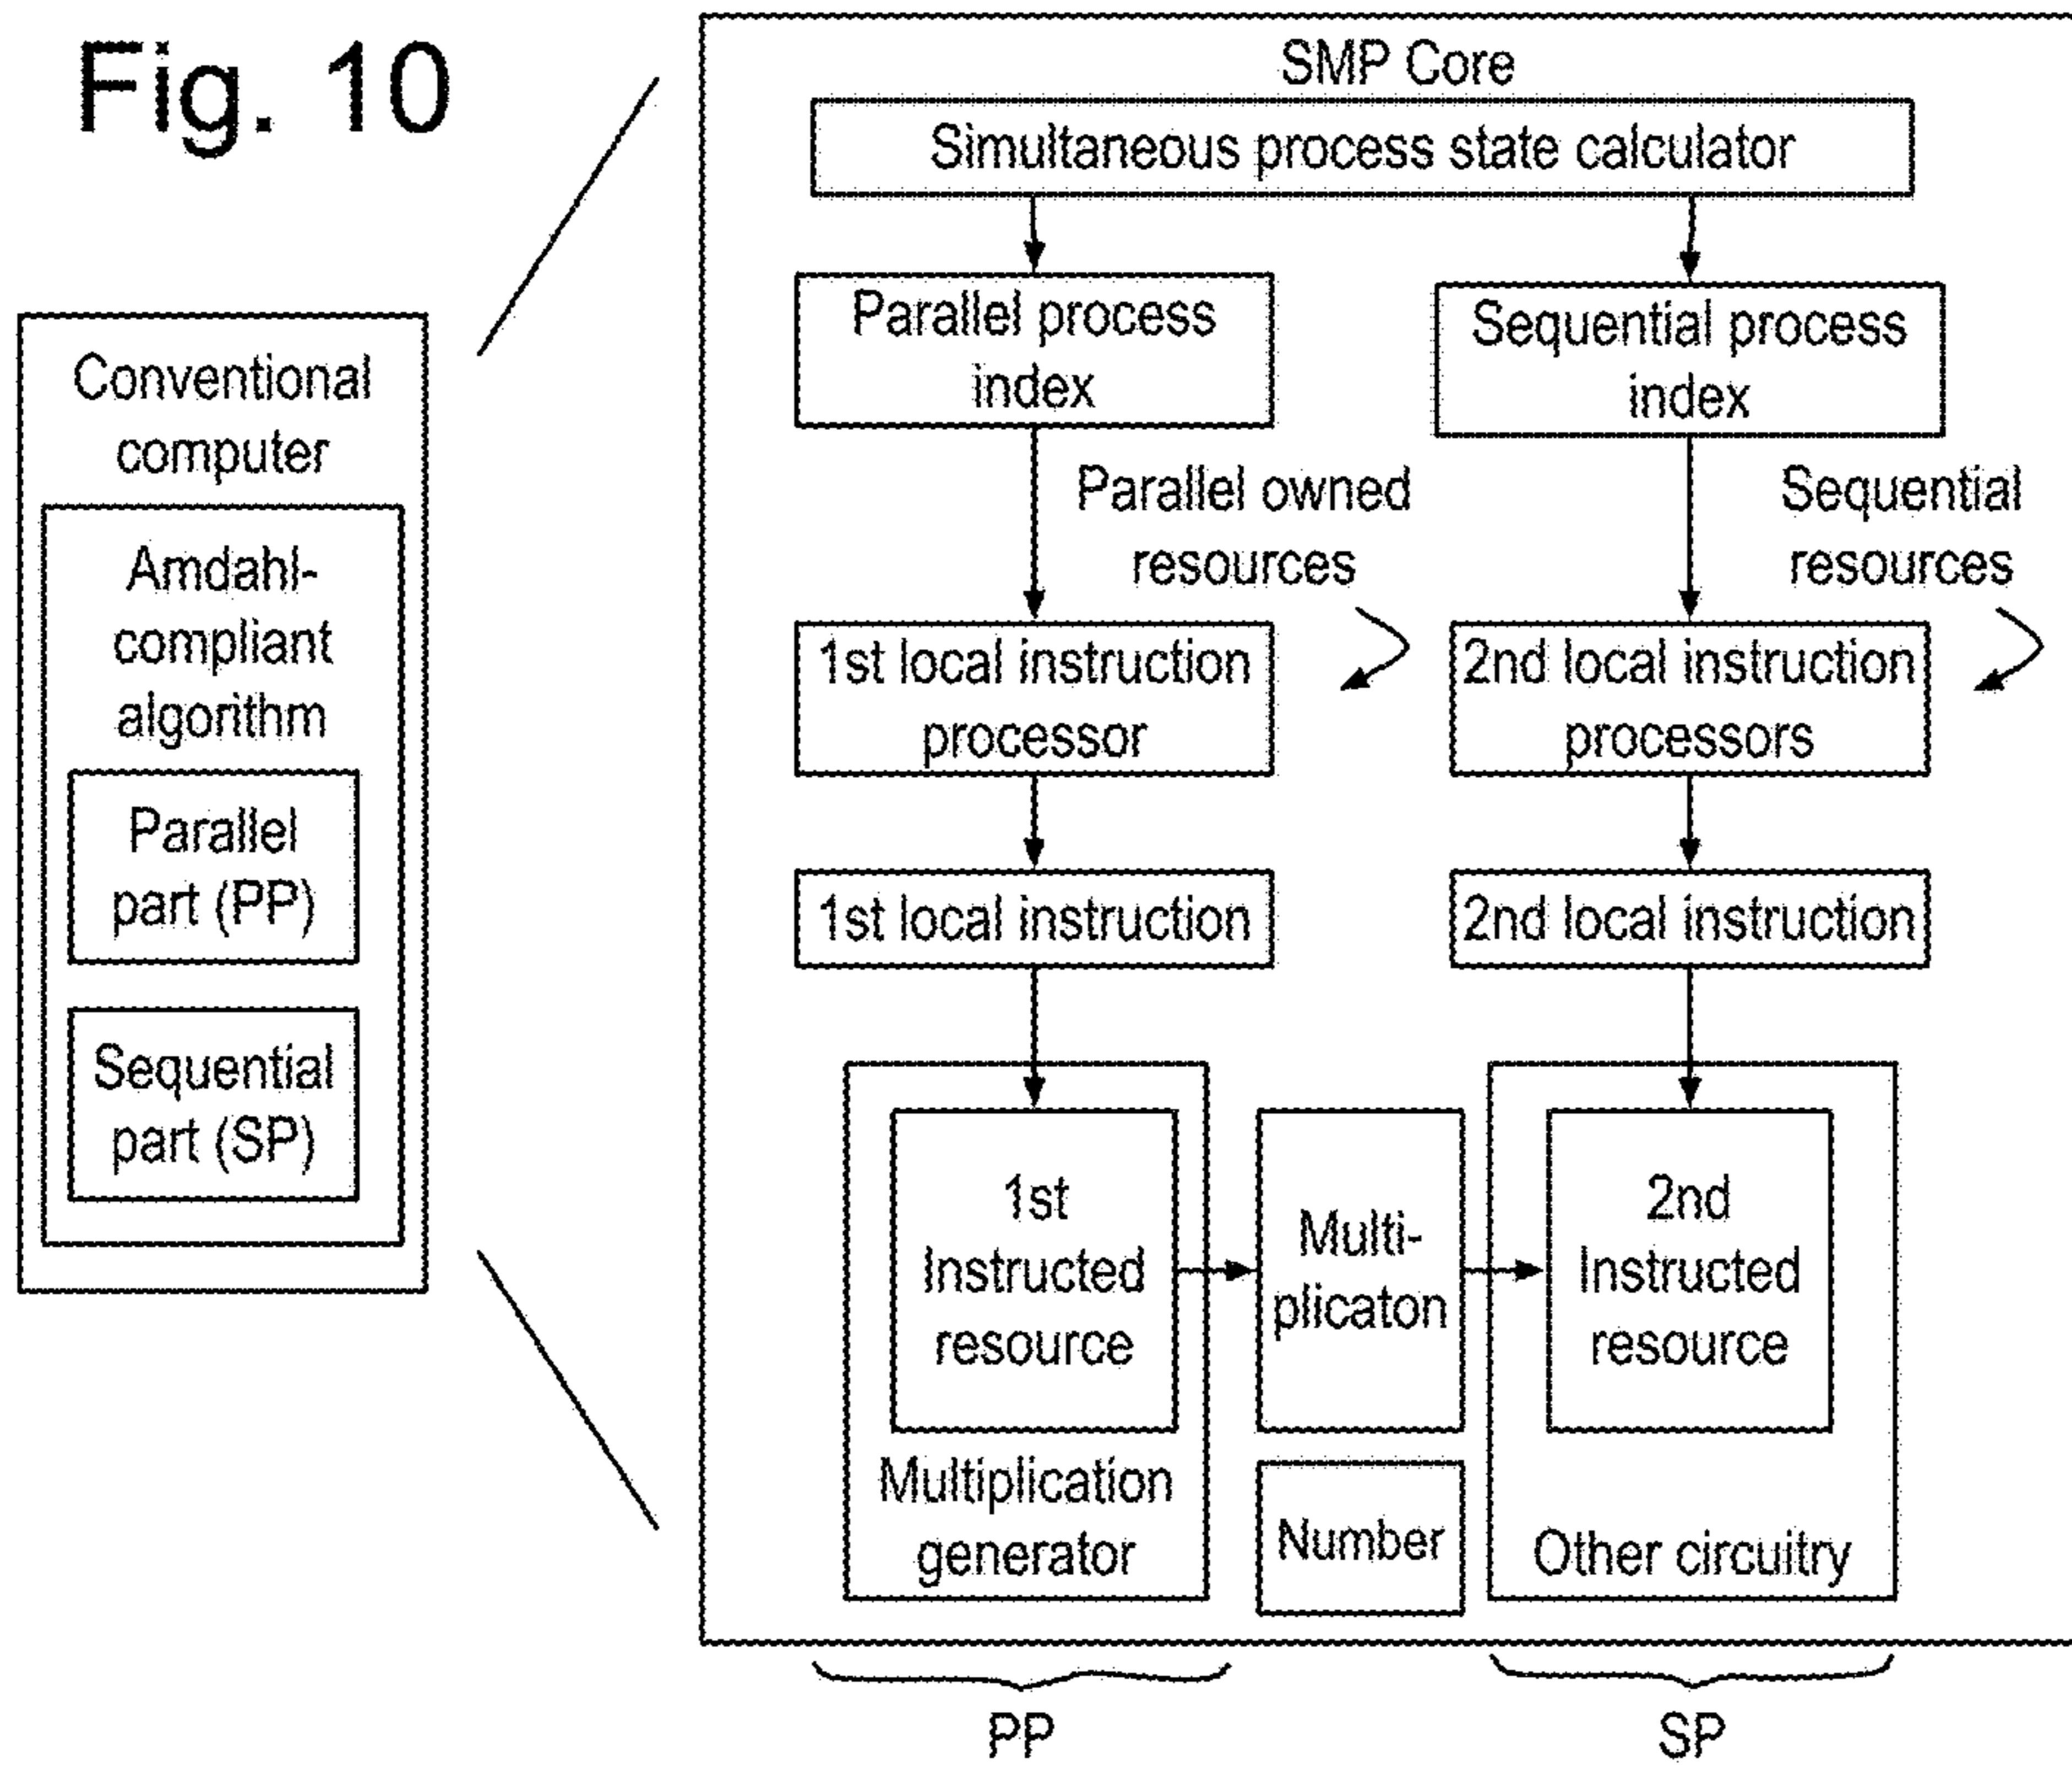 Fig. 10
Conventional
computer
Amdahl-
compliant
algorithm
Parallel
part (PP)
Sequential
part (SP)
SMP Core
Simultaneous process state calculator
Parallel process
index
Sequential process
index
Parallel owned
resources
Sequential
resources
1st local instruction
processor
2nd local instruction
processors
1st local instruction
2nd local instruction
1st
Instructed
resource
Multiplication
generator
Multi-
plicaton
Number
2nd
Instructed
resource
Other circuitry
PP
SP